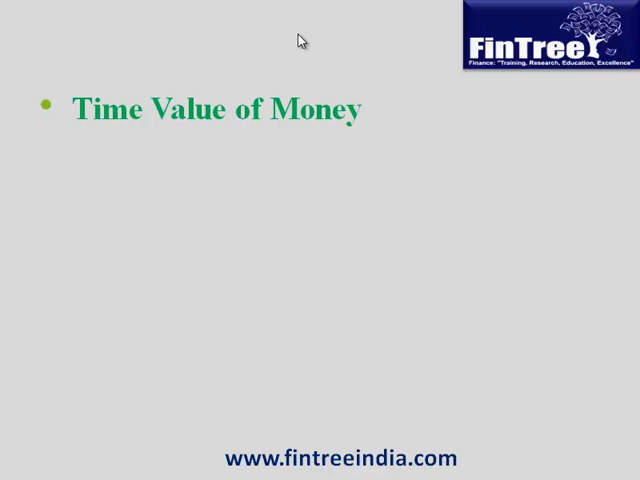 FinTree
Finance: "Training, Research, Education, Excellence"
Time Value of Money
www.fintreeindia.com